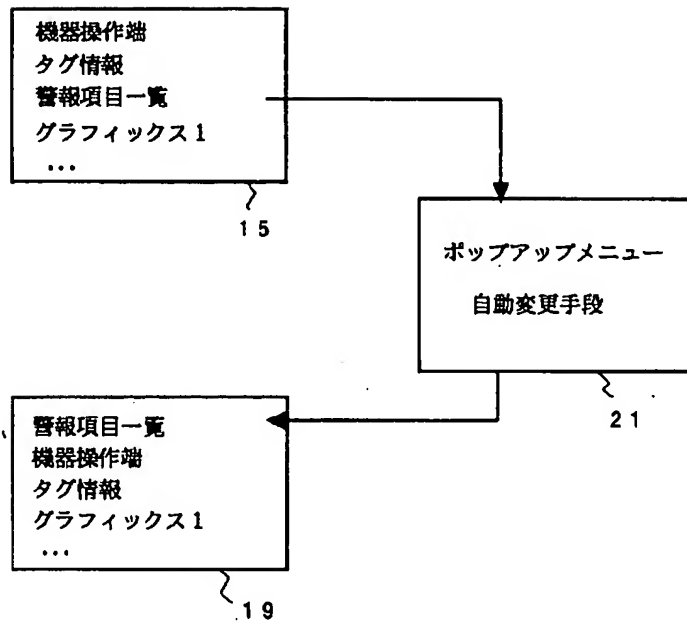 機器操作端
タグ情報
警報項目一覧
グラフィックス1
...
15
ポップアップメニュー
自動変更手段
21
警報項目一覧
機器操作端
タグ情報
グラフィックス1
...
19